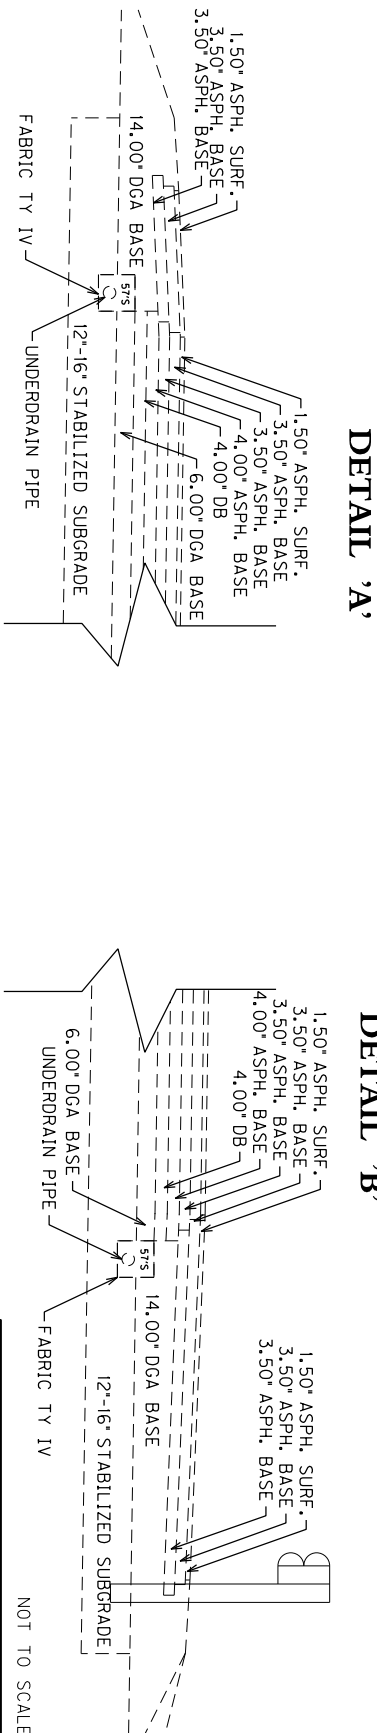 DETAIL 'A'
1.50" ASPH. SURF.
3.50" ASPH. BASE
3.50" ASPH. BASE
1.50" ASPH. SURF.
3.50" ASPH. BASE
3.50" ASPH. BASE
4.00" ASPH. BASE
4.00" DB
6.00" DGA BASE
14.00" DGA BASE
57'S
12"-16" STABILIZED SUBGRADE
UNDERDRAIN PIPE
FABRIC TY IV
DETAIL 'B'
1.50" ASPH. SURF.
3.50" ASPH. BASE
3.50" ASPH. BASE
4.00" ASPH. BASE
4.00" DB
1.50" ASPH. SURF.
3.50" ASPH. BASE
3.50" ASPH. BASE
57'S
14.00" DGA BASE
12"-16" STABILIZED SUBGRADE
6.00" DGA BASE
UNDERDRAIN PIPE
FABRIC TY IV
NOT TO SCALE